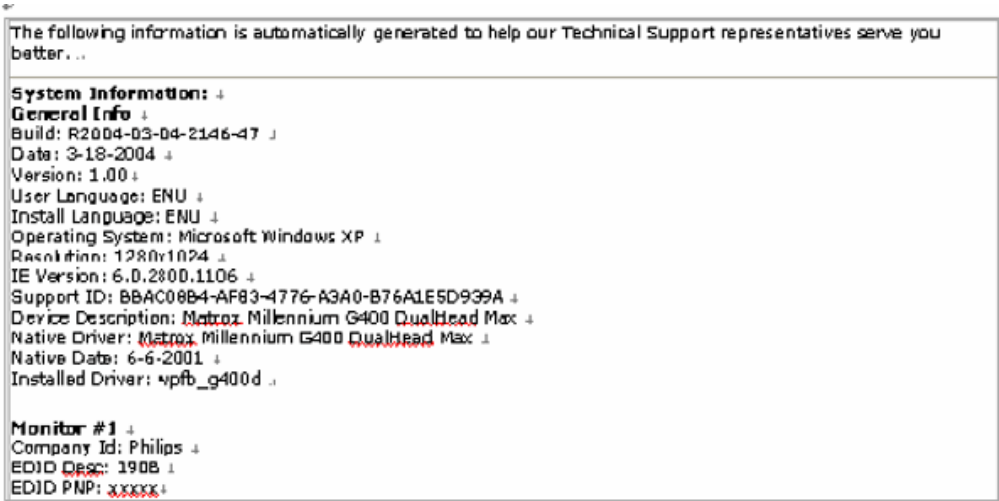 The following information is automatically generated to help our Technical Support representatives serve you
better...
System Information:
General Info
Build: R2004-03-04-2146-47
Date: 3-18-2004
Version: 1.00
User Language: ENU
Install Language: ENU
Operating System: Microsoft Windows XP
Resolution: 1280x1024
IE Version: 6.0.2800.1106
Support ID: BBAC08B4-AF83-4776-A3A0-B76A1E5D939A
Device Description: Matrox Millennium G400 DualHead Max
Native Driver: Matrox Millennium G400 DualHead Max
Native Date: 6-6-2001
Installed Driver: vpfb_g400d
Monitor #1
Company Id: Philips
EDID Desc: 190B
EDID PNP: xxxxx